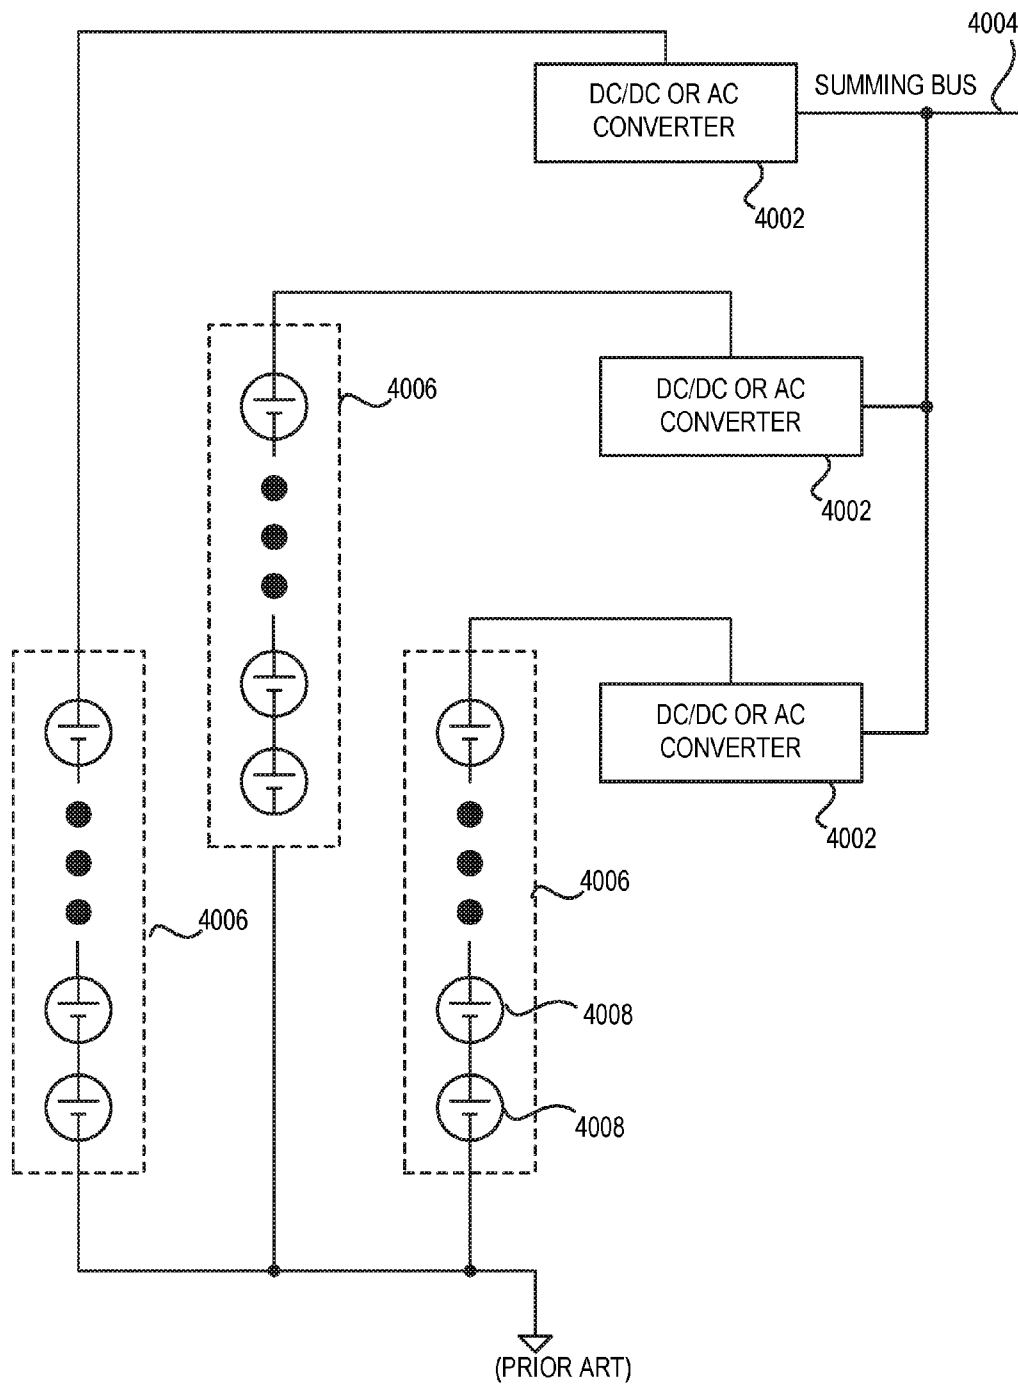 4004
SUMMING BUS
DC/DC OR AC
CONVERTER
4002
4006
DC/DC OR AC
CONVERTER
4002
DC/DC OR AC
CONVERTER
4002
4006
4006
4008
4008
(PRIOR ART)